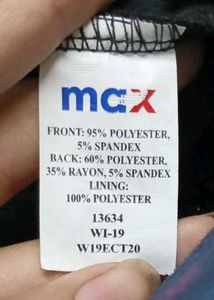 max
FRONT: 95% POLYESTER,
5% SPANDEX
BACK: 60% POLYESTER,
35% RAYON, 5% SPANDEX
LINING:
100% POLYESTER
13634
WI-19
W19ECT20